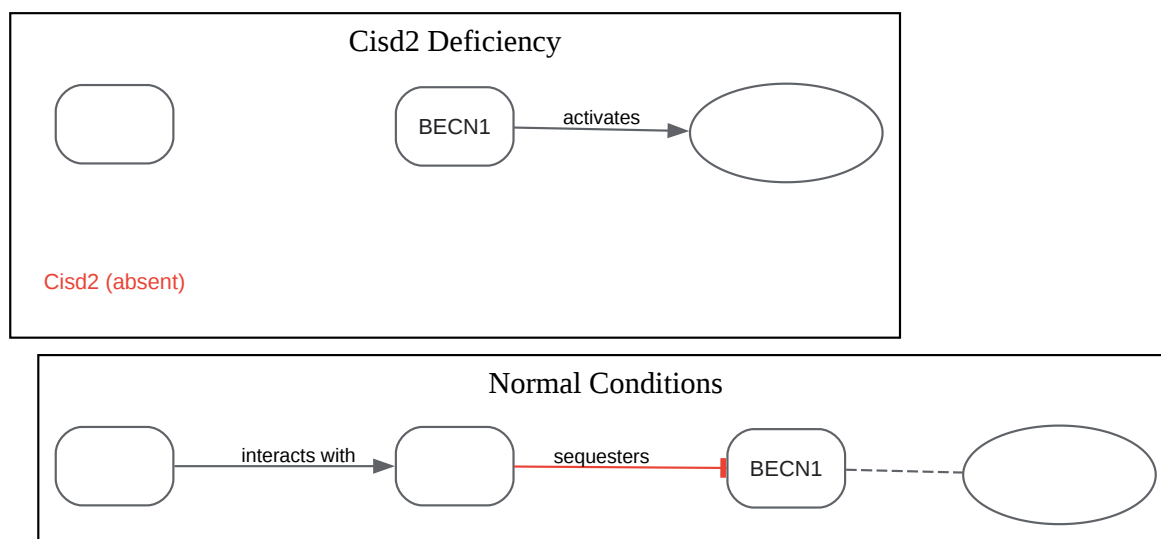 Cisd2 Deficiency
BECN1
activates
Cisd2 (absent)
Normal Conditions
interacts with
sequesters
BECN1